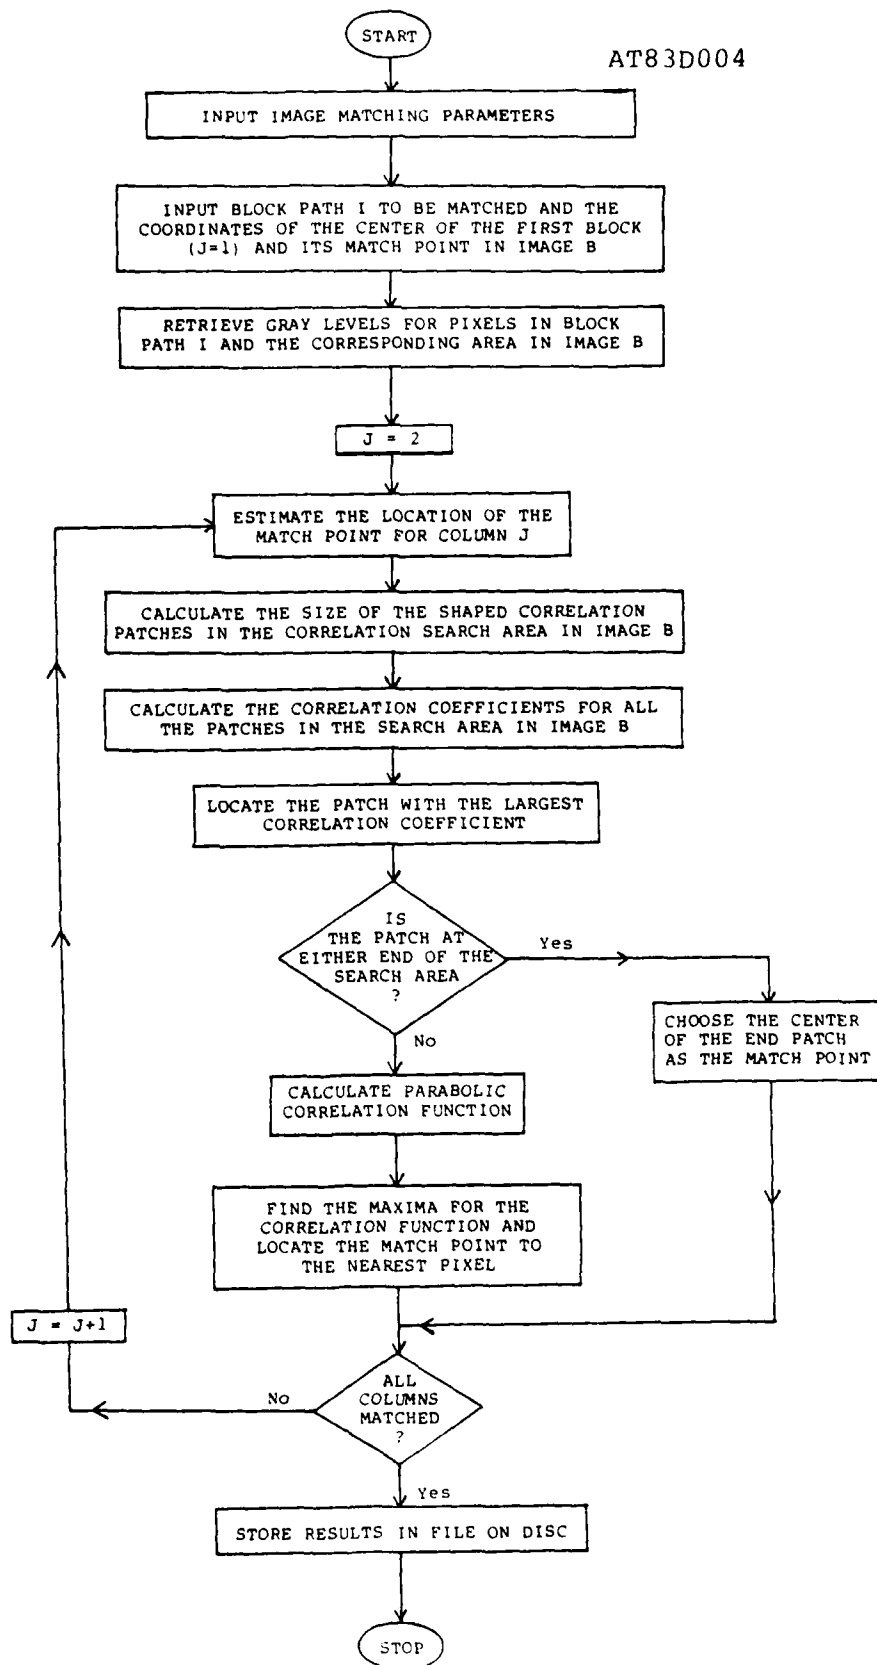 START
AT83D004
INPUT IMAGE MATCHING PARAMETERS
INPUT BLOCK PATH I TO BE MATCHED AND THE
COORDINATES OF THE CENTER OF THE FIRST BLOCK
(J=1) AND ITS MATCH POINT IN IMAGE B
RETRIEVE GRAY LEVELS FOR PIXELS IN BLOCK
PATH I AND THE CORRESPONDING AREA IN IMAGE B
J = 2
ESTIMATE THE LOCATION OF THE
MATCH POINT FOR COLUMN J
CALCULATE THE SIZE OF THE SHAPED CORRELATION
PATCHES IN THE CORRELATION SEARCH AREA IN IMAGE B
CALCULATE THE CORRELATION COEFFICIENTS FOR ALL
THE PATCHES IN THE SEARCH AREA IN IMAGE B
LOCATE THE PATCH WITH THE LARGEST
CORRELATION COEFFICIENT
IS
THE PATCH AT
EITHER END OF THE
SEARCH AREA
?
Yes
No
CHOOSE THE CENTER
OF THE END PATCH
AS THE MATCH POINT
CALCULATE PARABOLIC
CORRELATION FUNCTION
FIND THE MAXIMA FOR THE
CORRELATION FUNCTION AND
LOCATE THE MATCH POINT TO
THE NEAREST PIXEL
J = J+1
ALL
COLUMNS
MATCHED
?
No
Yes
STORE RESULTS IN FILE ON DISC
STOP